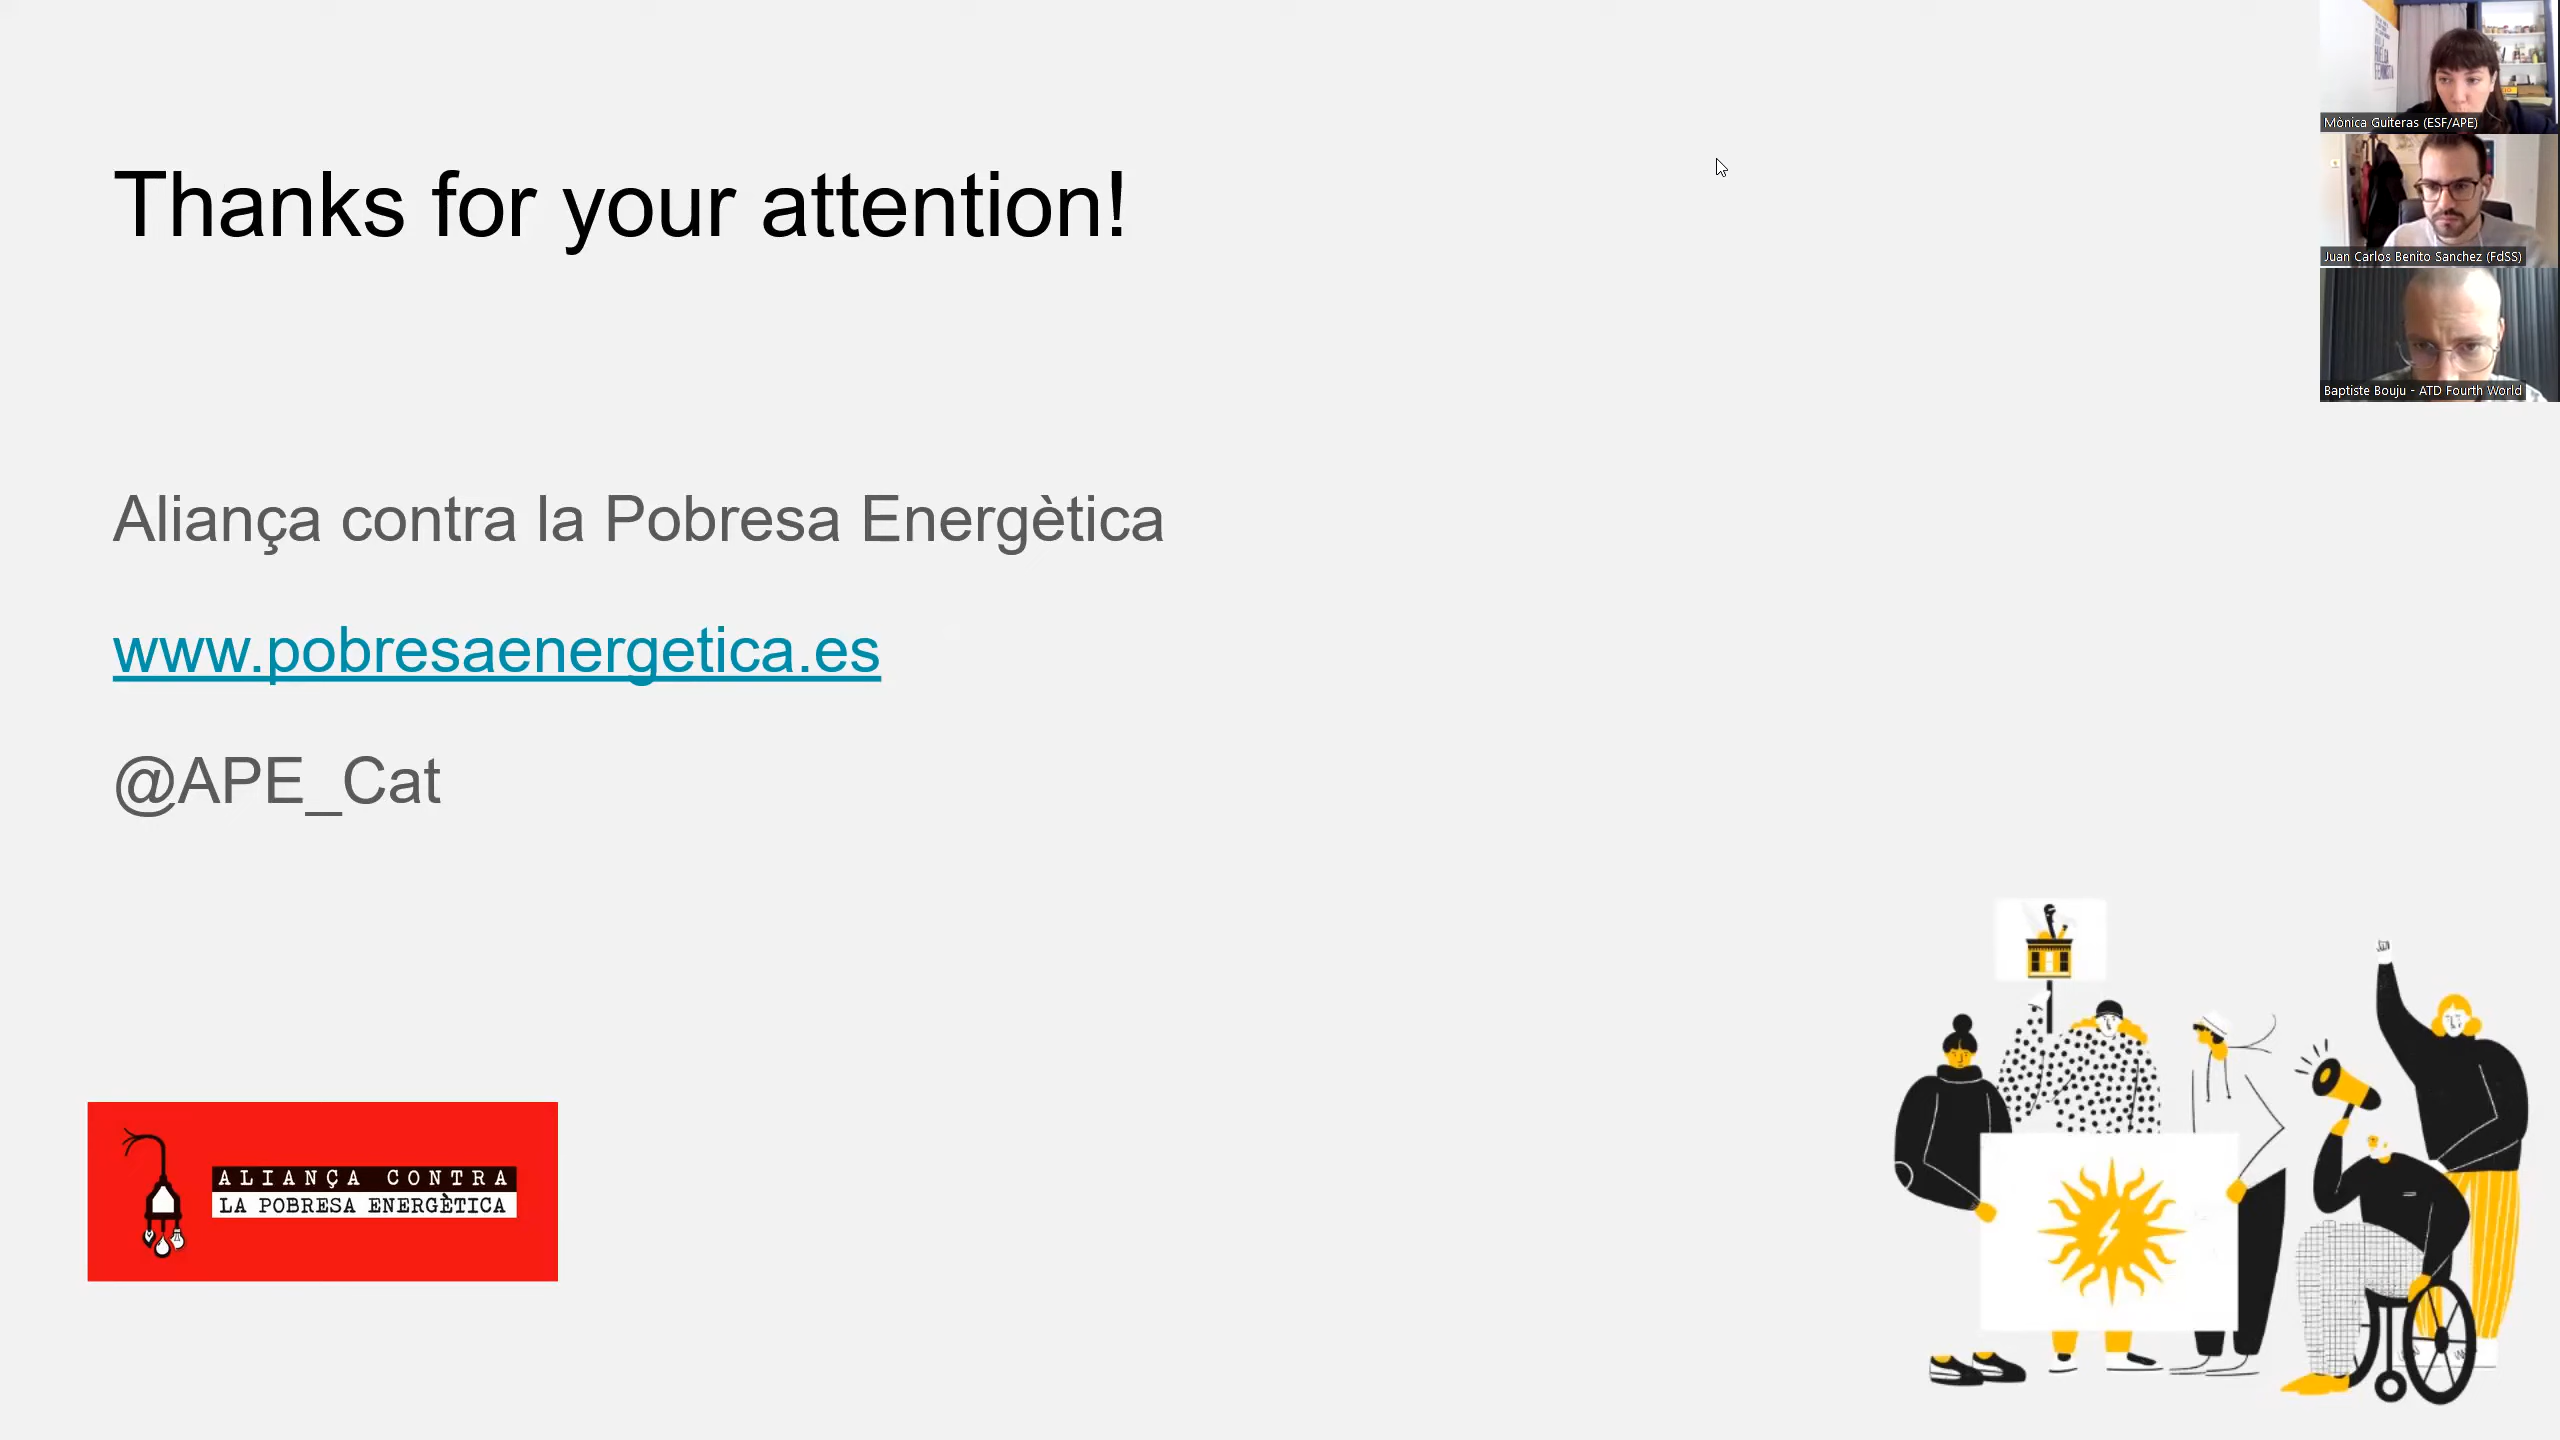 Thanks for your attention!
Aliança contra la Pobresa Energètica
www.pobresaenergetica.es
@APE_Cat
ALIANÇA CONTRA
LA POBRESA ENERGÈTICA
Mònica Guiteras (ESF/APE)
Juan Carlos Benito Sanchez (FdSS)
Baptiste Bouju - ATD Fourth World